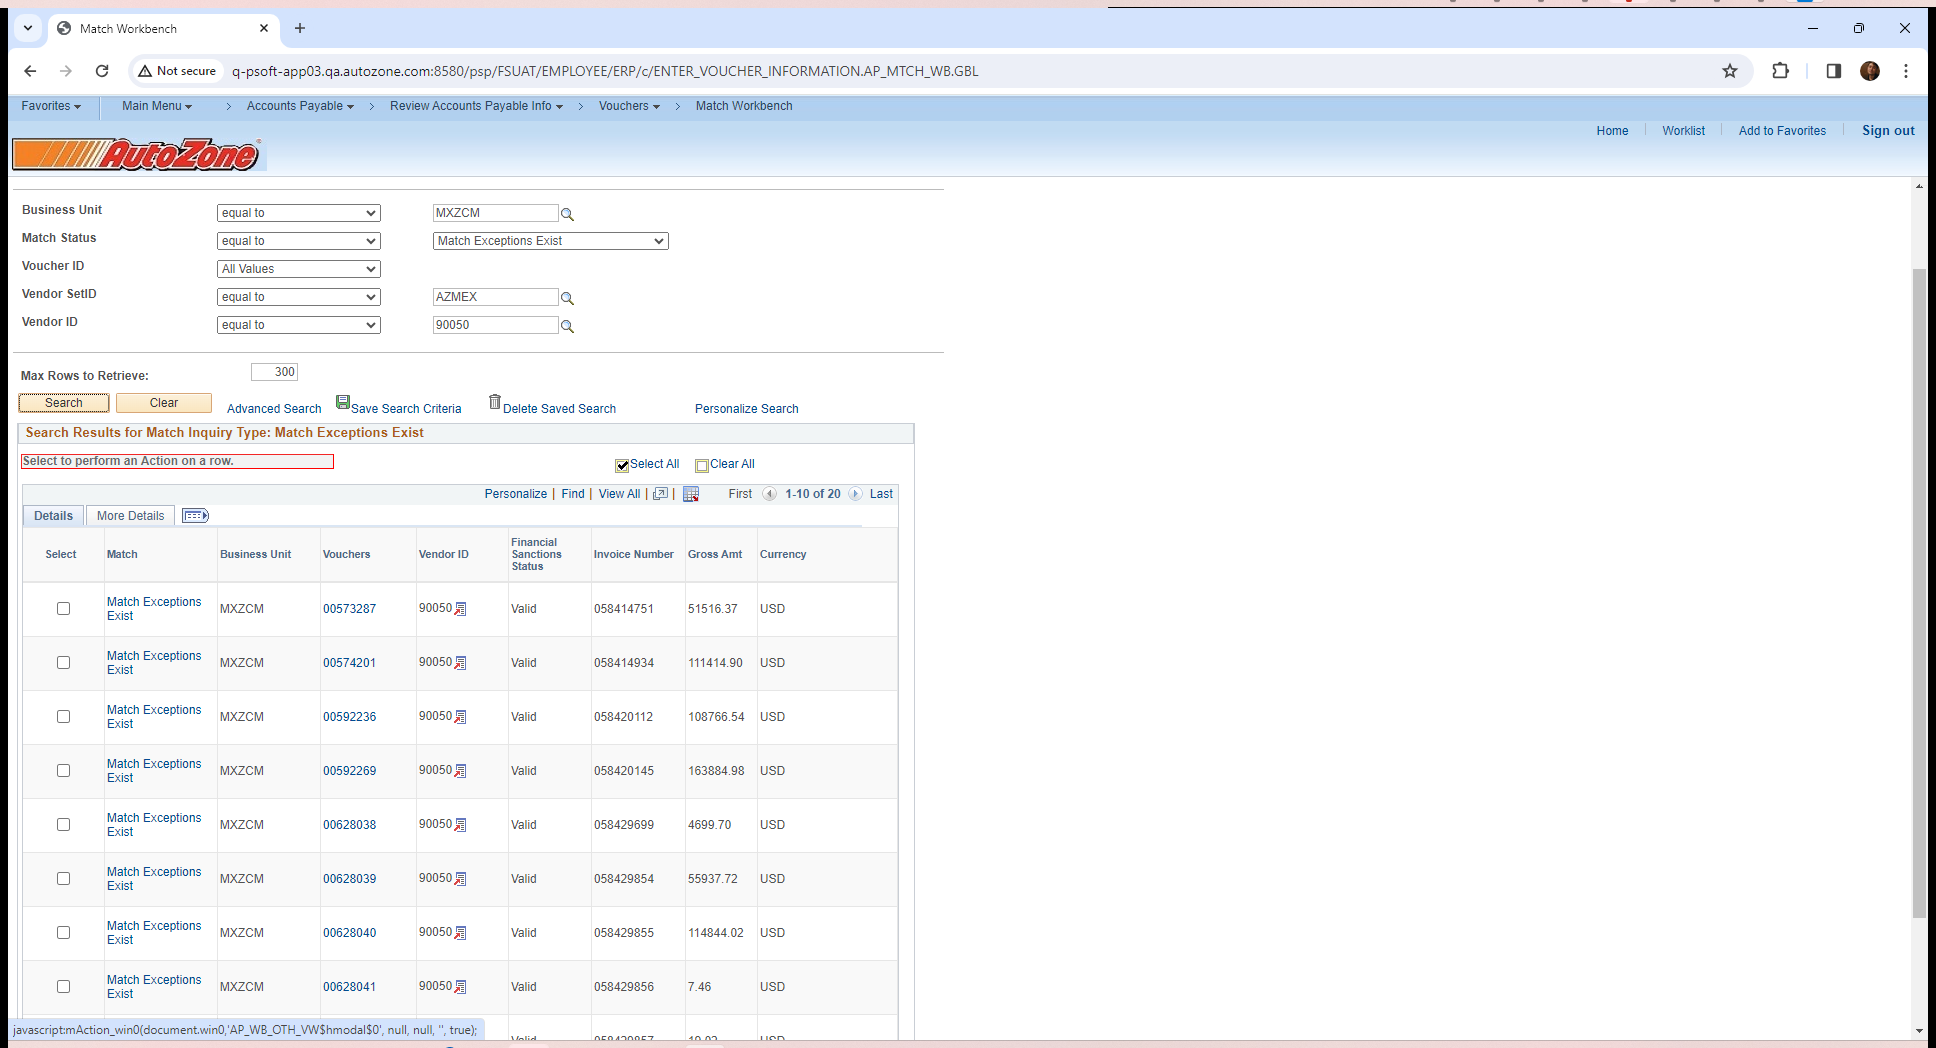 Match Workbench
Not secure q-psoft-app03.qa.autozone.com:8580/psp/FSUAT/EMPLOYEE/ERP/c/ENTER_VOUCHER_INFORMATION.AP_MTCH_WB.GBL
Favorites Main Menu > Accounts Payable > Review Accounts Payable Info > Vouchers > Match Workbench
Home Worklist Add to Favorites Sign out
AutoZone
Business Unit equal to MXZCM
Match Status equal to Match Exceptions Exist
Voucher ID All Values
Vendor SetID equal to AZMEX
Vendor ID equal to 90050
Max Rows to Retrieve: 300
Search Clear Advanced Search Save Search Criteria Delete Saved Search Personalize Search
Search Results for Match Inquiry Type: Match Exceptions Exist
Select to perform an Action on a row. Select All Clear All
Personalize | Find | View All | | First 1-10 of 20 Last
Details More Details
Select Match Business Unit Vouchers Vendor ID Financial Sanctions Status Invoice Number Gross Amt Currency
Match Exceptions Exist MXZCM 00573287 90050 Valid 058414751 51516.37 USD
Match Exceptions Exist MXZCM 00574201 90050 Valid 058414934 111414.90 USD
Match Exceptions Exist MXZCM 00592236 90050 Valid 058420112 108766.54 USD
Match Exceptions Exist MXZCM 00592269 90050 Valid 058420145 163884.98 USD
Match Exceptions Exist MXZCM 00628038 90050 Valid 058429699 4699.70 USD
Match Exceptions Exist MXZCM 00628039 90050 Valid 058429854 55937.72 USD
Match Exceptions Exist MXZCM 00628040 90050 Valid 058429855 114844.02 USD
Match Exceptions Exist MXZCM 00628041 90050 Valid 058429856 7.46 USD
javascript:mAction_win0(document.win0,'AP_WB_OTH_VW$hmodal$0', null, null, '', true);
Valid 058429857 USD